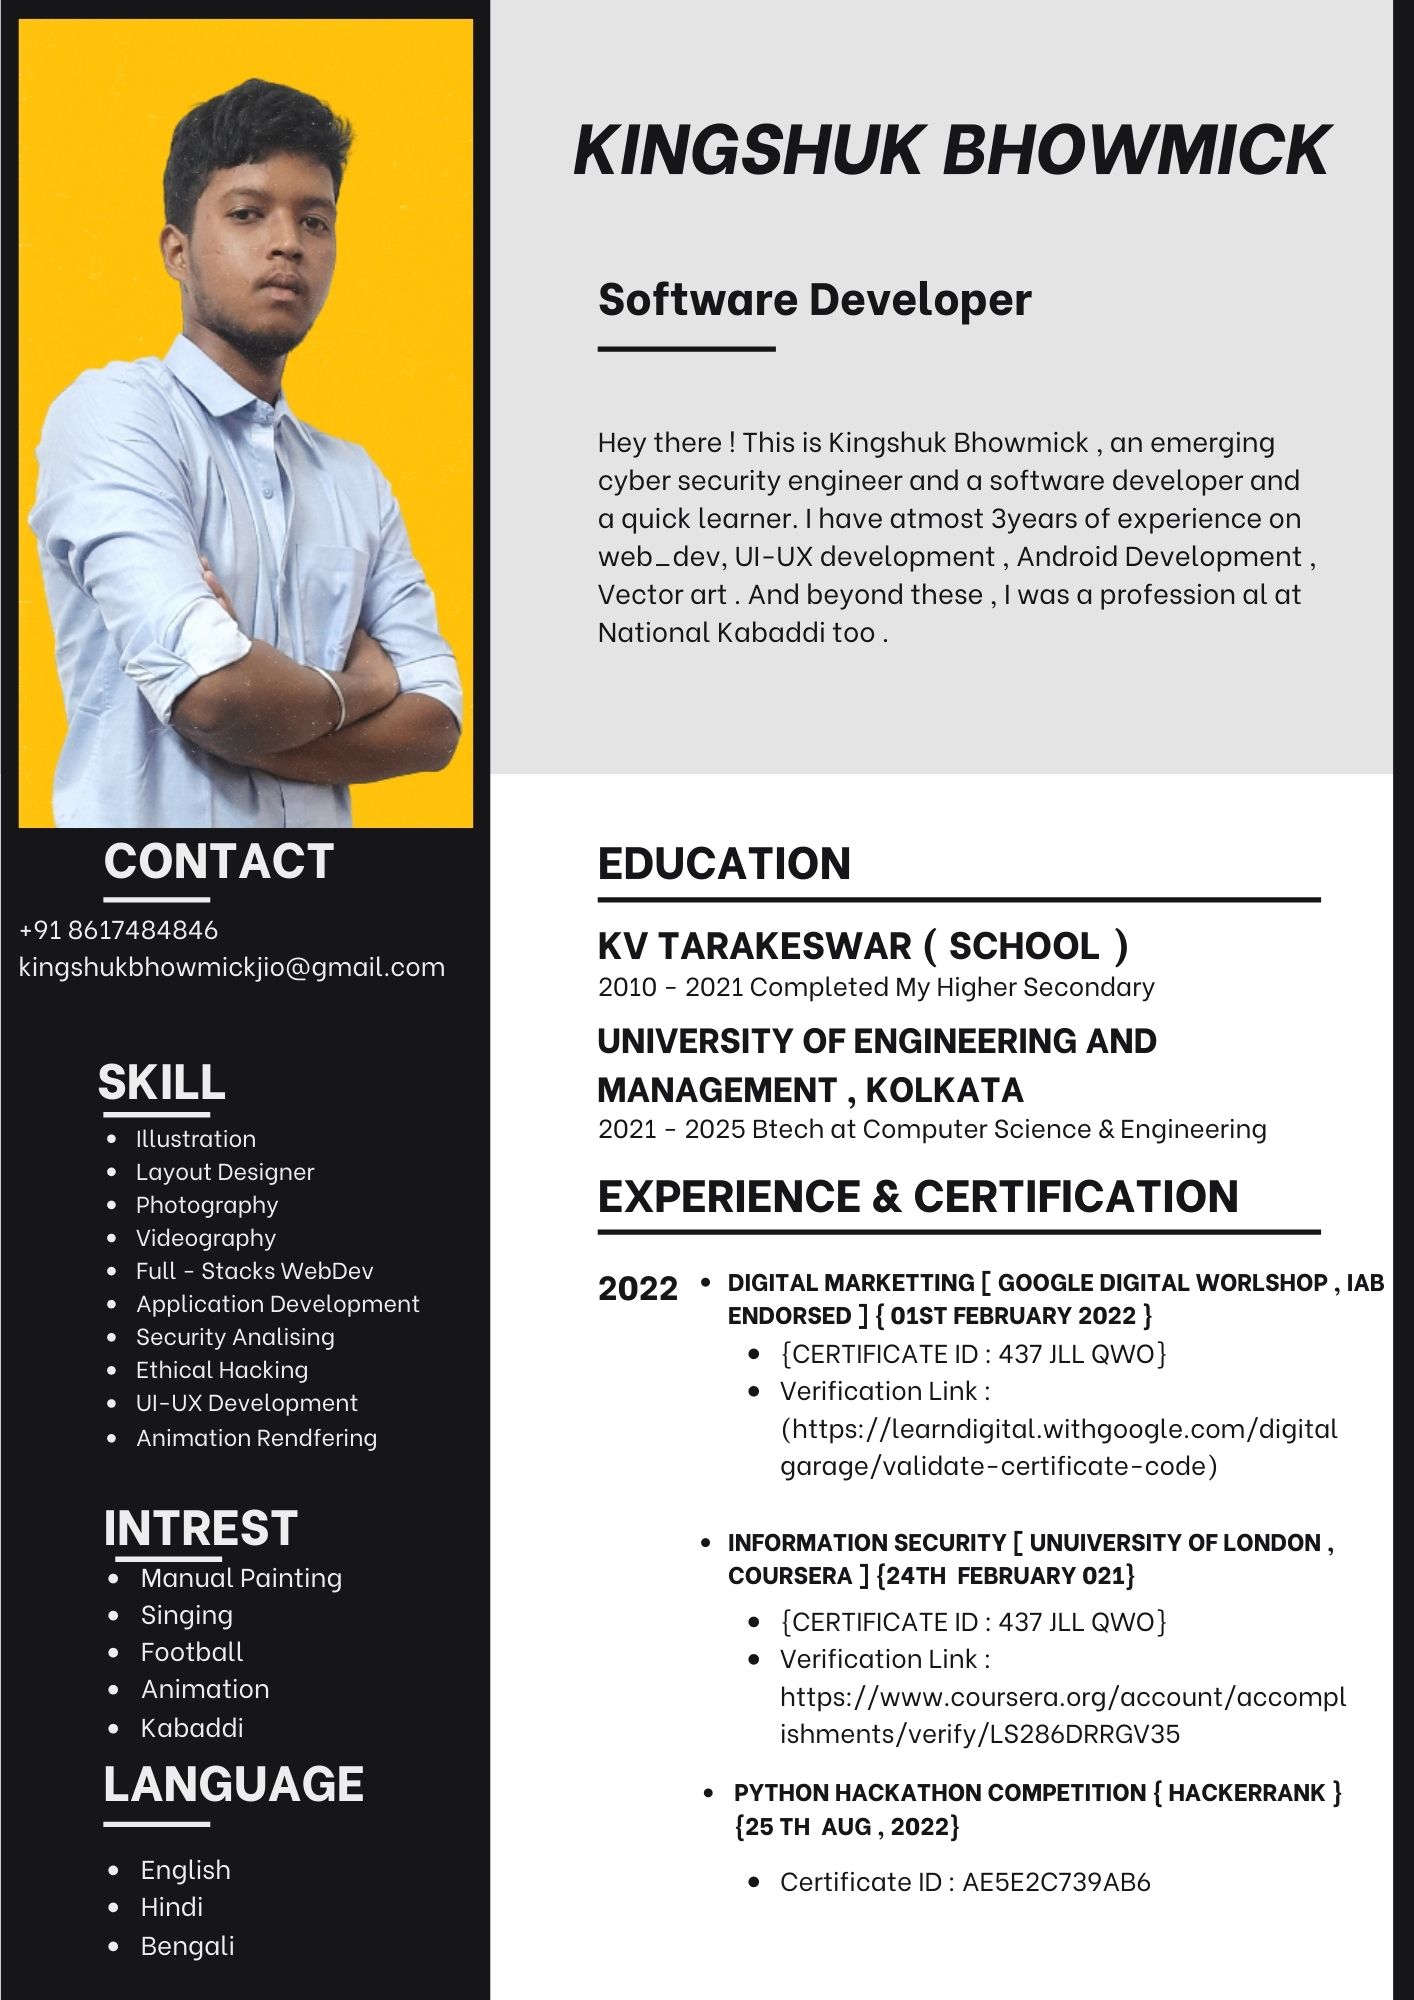 KINGSHUK BHOWMICK
Software Developer
Hey there ! This is Kingshuk Bhowmick , an emerging
cyber security engineer and a software developer and
a quick learner. I have atmost 3years of experience on
web_dev, UI-UX development , Android Development ,
Vector art . And beyond these , I was a profession al at
National Kabaddi too .
CONTACT
+91 8617484846
kingshukbhowmickjio@gmail.com
SKILL
• Illustration
• Layout Designer
• Photography
• Videography
• Full - Stacks WebDev
• Application Development
• Security Analising
• Ethical Hacking
• UI-UX Development
• Animation Rendfering
INTREST
• Manual Painting
• Singing
• Football
• Animation
• Kabaddi
LANGUAGE
• English
• Hindi
• Bengali
EDUCATION
KV TARAKESWAR ( SCHOOL )
2010 - 2021 Completed My Higher Secondary
UNIVERSITY OF ENGINEERING AND
MANAGEMENT , KOLKATA
2021 - 2025 Btech at Computer Science & Engineering
EXPERIENCE & CERTIFICATION
2022
• DIGITAL MARKETTING [ GOOGLE DIGITAL WORLSHOP , IAB
ENDORSED ] { 01ST FEBRUARY 2022 }
• {CERTIFICATE ID : 437 JLL QWO}
• Verification Link :
(https://learndigital.withgoogle.com/digital
garage/validate-certificate-code)
• INFORMATION SECURITY [ UNUIVERSITY OF LONDON ,
COURSERA ] {24TH FEBRUARY 021}
• {CERTIFICATE ID : 437 JLL QWO}
• Verification Link :
https://www.coursera.org/account/accompl
ishments/verify/LS286DRRGV35
• PYTHON HACKATHON COMPETITION { HACKERRANK }
{25 TH AUG , 2022}
• Certificate ID : AE5E2C739AB6